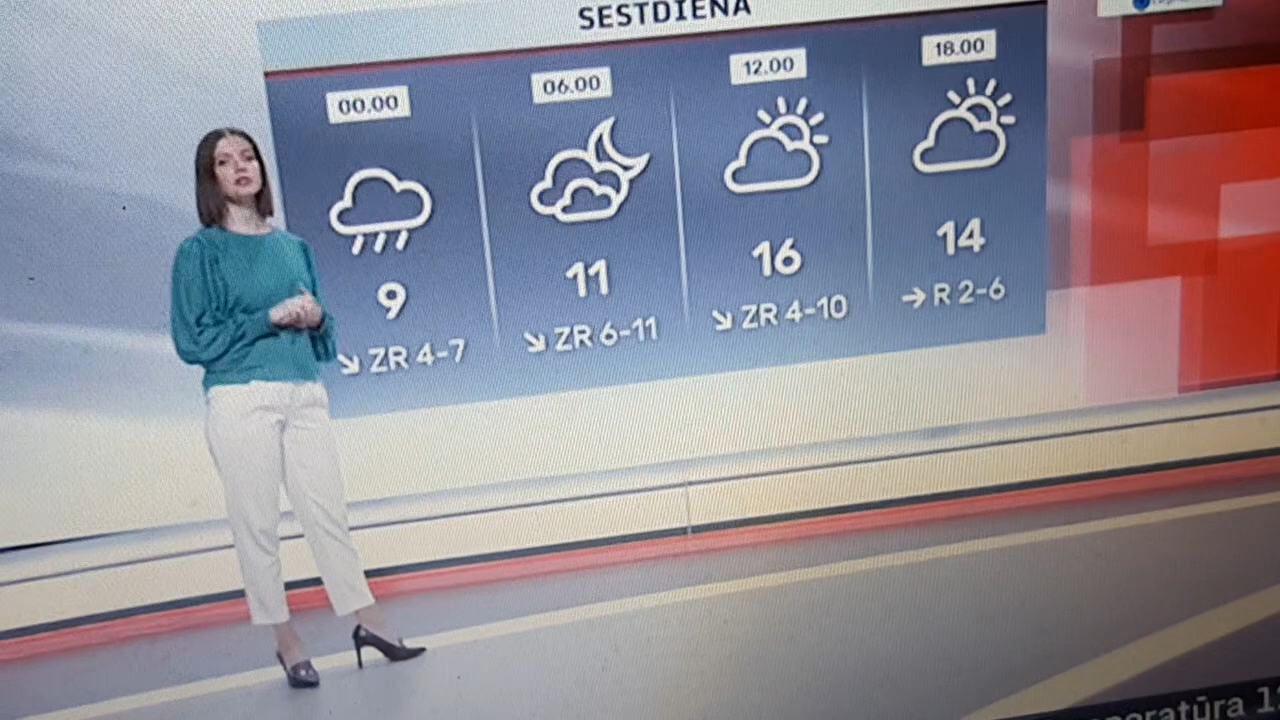 SESTDIENA
00.00
06.00
12.00
18.00
9
11
16
14
ZR 4-7
ZR 6-11
ZR 4-10
R 2-6